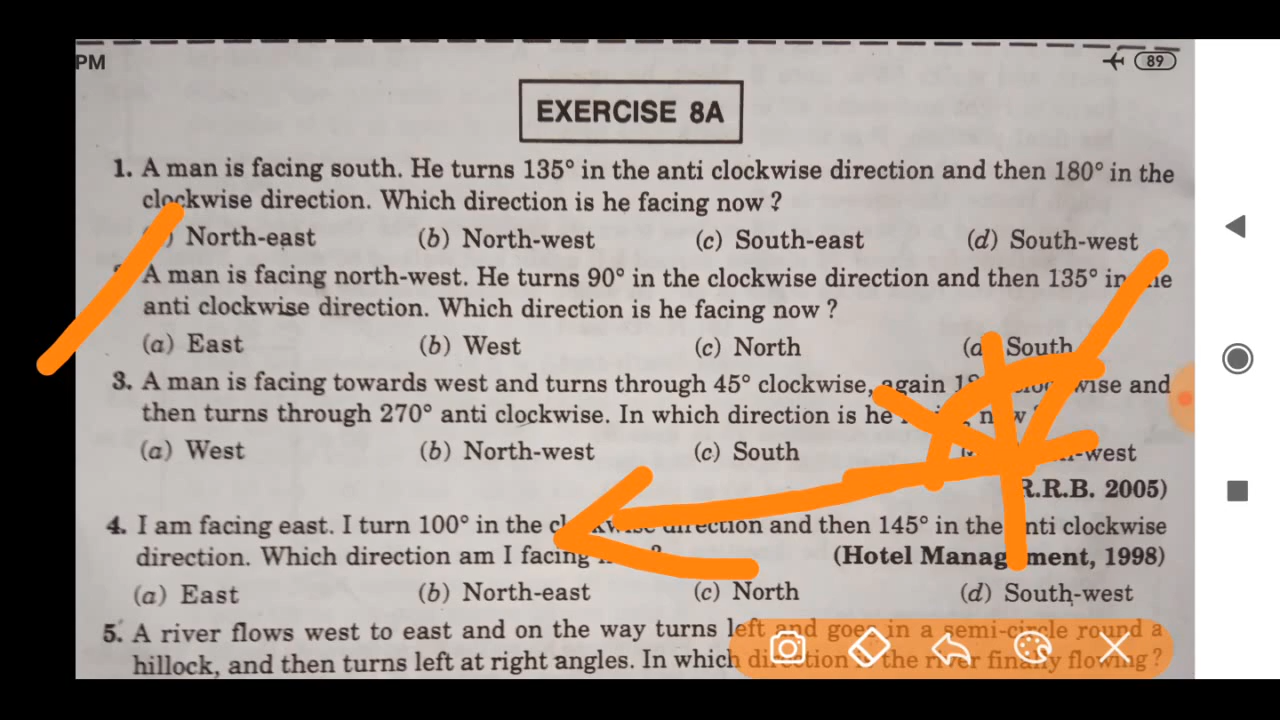 PM
89
EXERCISE 8A
1. A man is facing south. He turns 135° in the anti clockwise direction and then 180° in the
clockwise direction. Which direction is he facing now ?
North-east (b) North-west (c) South-east (d) South-west
A man is facing north-west. He turns 90° in the clockwise direction and then 135° in
anti clockwise direction. Which direction is he facing now ?
(a) East (b) West (c) North (d) South
3. A man is facing towards west and turns through 45° clockwise, again and
then turns through 270° anti clockwise. In which direction is he
(a) West (b) North-west (c) South
R.R.B. 2005)
4. I am facing east. I turn 100° in the direction and then 145° in the anti clockwise
direction. Which direction am I facing ? (Hotel Management, 1998)
(a) East (b) North-east (c) North (d) South-west
5. A river flows west to east and on the way turns left and goes in a semi-circle round a
hillock, and then turns left at right angles. In which direction the river finally flowing ?